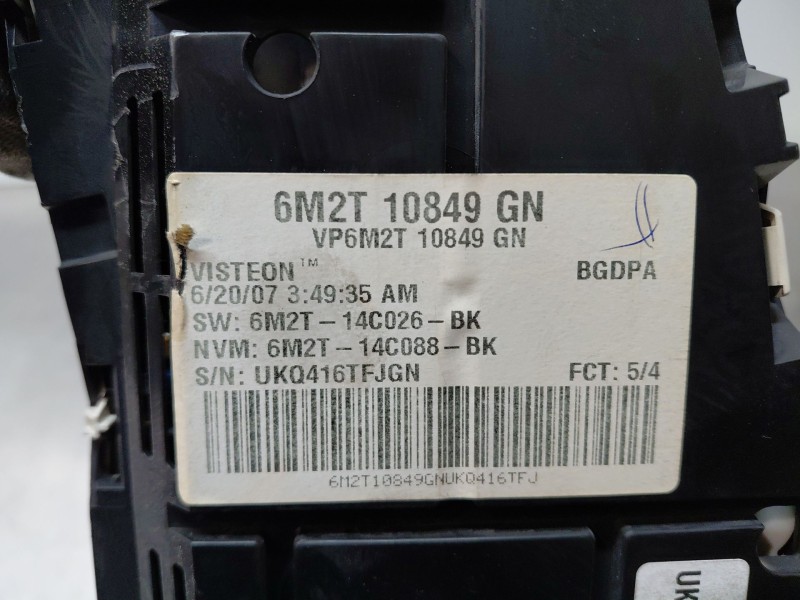 6M2T 10849 GN
VP6M2T 10849 GN
VISTEON™ BGDPA
6/20/07 3:49:35 AM
SW: 6M2T-14C026-BK
NVM: 6M2T-14C088-BK
S/N: UKQ416TFJGN FCT: 5/4
6M2T10849GNUKQ416TFJ
UK